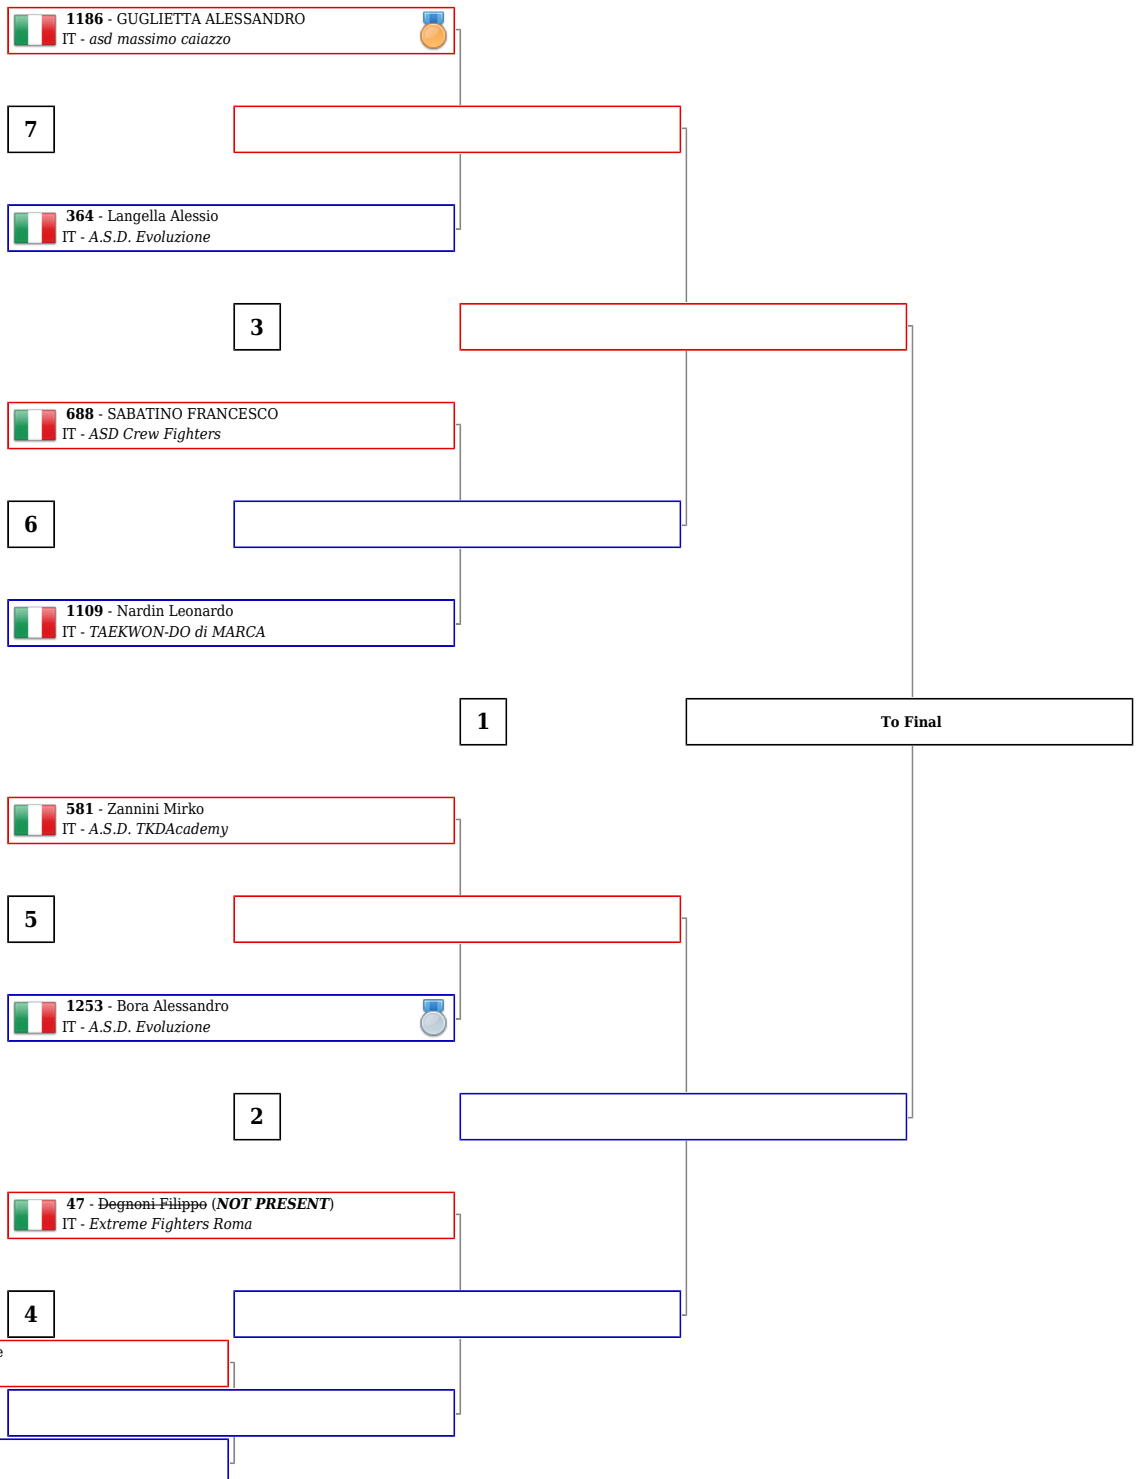 1186 - GUGLIETTA ALESSANDRO
IT - asd massimo caiazzo
7
364 - Langella Alessio
IT - A.S.D. Evoluzione
3
688 - SABATINO FRANCESCO
IT - ASD Crew Fighters
6
1109 - Nardin Leonardo
IT - TAEKWON-DO di MARCA
1
To Final
581 - Zannini Mirko
IT - A.S.D. TKDAcademy
5
1253 - Bora Alessandro
IT - A.S.D. Evoluzione
2
47 - Degnoni Filippo (NOT PRESENT)
IT - Extreme Fighters Roma
4
e